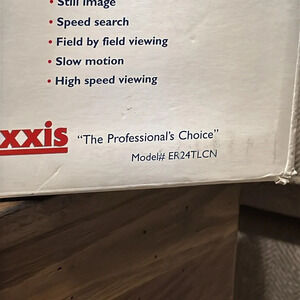 • Still image
• Speed search
• Field by field viewing
• Slow motion
• High speed viewing
xxis "The Professional's Choice"
Model# ER24TLCN